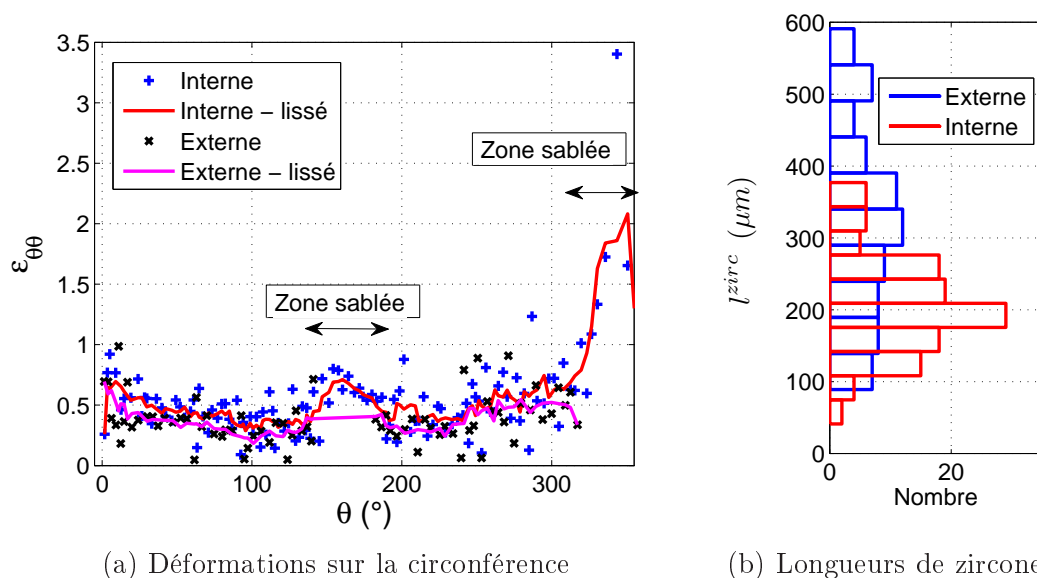 3.5
3
2.5
2
1.5
1
0.5
0
0
100
200
300
ε_θθ
θ (°)
Interne
Interne − lissé
Externe
Externe − lissé
Zone sablée
Zone sablée
(a) Déformations sur la circonférence
600
500
400
300
200
100
0
0
20
l^zirc (μm)
Nombre
Externe
Interne
(b) Longueurs de zircone